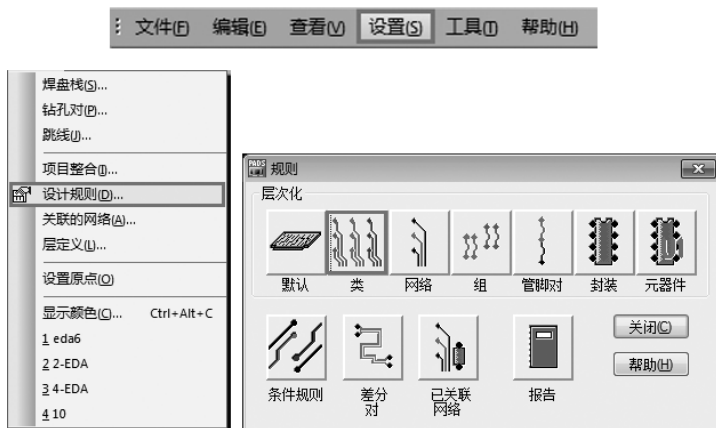 文件(F) 编辑(E) 查看(V) 设置(S) 工具(T) 帮助(H)
焊盘栈(S)...
钻孔对(P)...
跳线(J)...
项目整合(I)...
设计规则(D)...
关联的网络(A)...
层定义(L)...
设置原点(O)
显示颜色(C)... Ctrl+Alt+C
1 eda6
2 2-EDA
3 4-EDA
4 10
PADS 规则
层次化
默认 类 网络 组 管脚对 封装 元器件
关闭(C)
帮助(H)
条件规则 差分对 已关联网络 报告